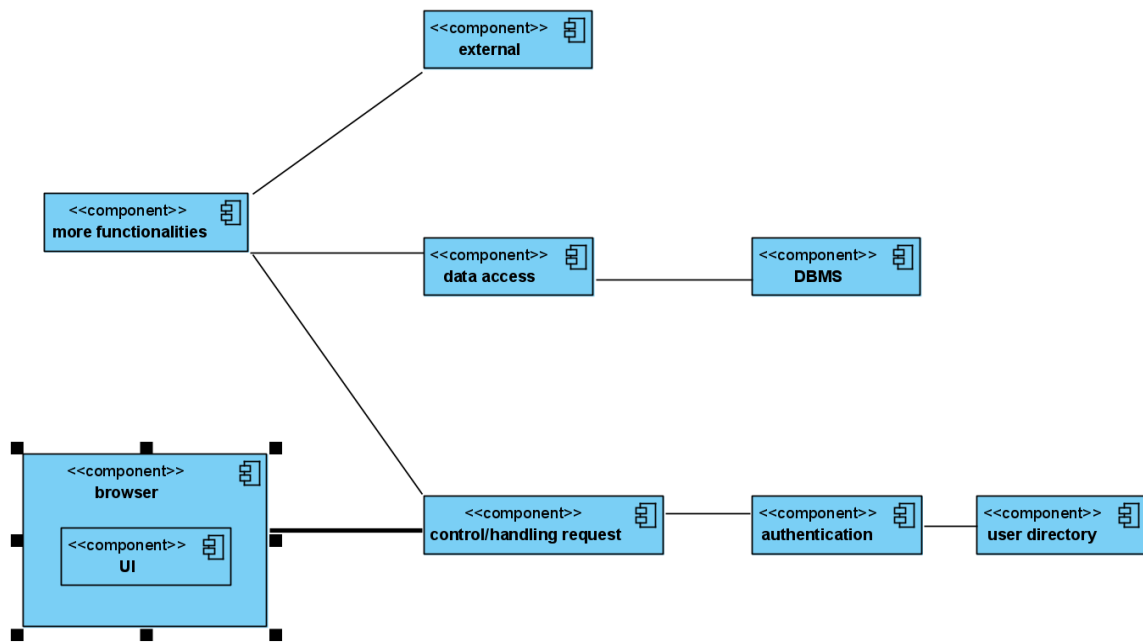 <<component>>
external
<<component>>
more functionalities
<<component>>
data access
<<component>>
DBMS
<<component>>
browser
<<component>>
UI
<<component>>
control/handling request
<<component>>
authentication
<<component>>
user directory